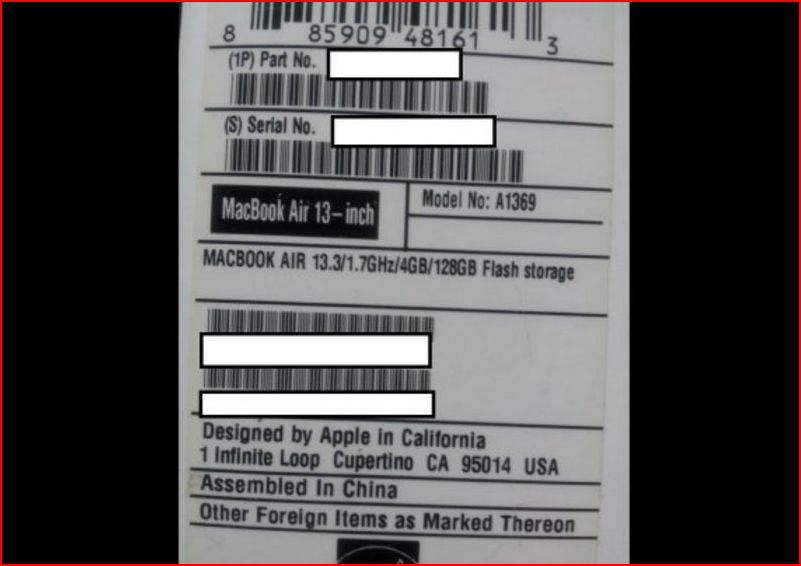 8 85909 48161 3
(1P) Part No.
(S) Serial No.
MacBook Air 13-inch
Model No: A1369
MACBOOK AIR 13.3/1.7GHz/4GB/128GB Flash storage
Designed by Apple in California
1 Infinite Loop Cupertino CA 95014 USA
Assembled In China
Other Foreign Items as Marked Thereon